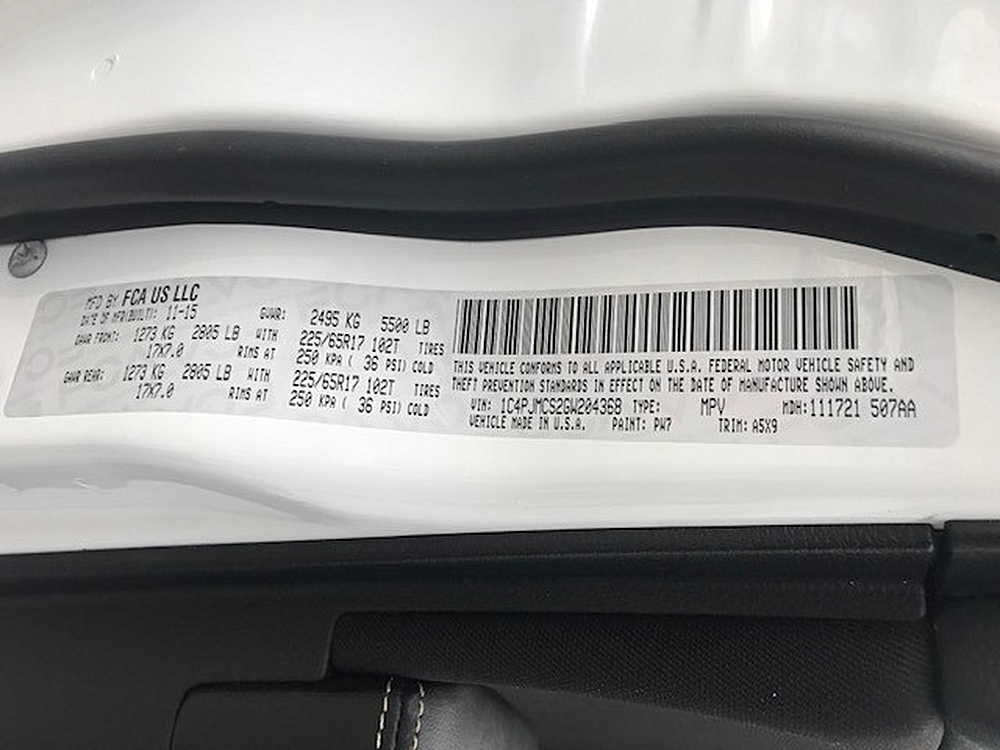 MFD BY FCA US LLC
DATE OF MFR(BUILT): 11-15 GVWR: 2495 KG 5500 LB
GAWR FRONT: 1273 KG 2805 LB WITH 225/65R17 102T TIRES
17X7.0 RIMS AT 250 KPA ( 36 PSI) COLD
GAWR REAR: 1273 KG 2805 LB WITH 225/65R17 102T TIRES
17X7.0 RIMS AT 250 KPA ( 36 PSI) COLD
THIS VEHICLE CONFORMS TO ALL APPLICABLE U.S.A. FEDERAL MOTOR VEHICLE SAFETY AND
THEFT PREVENTION STANDARDS IN EFFECT ON THE DATE OF MANUFACTURE SHOWN ABOVE.
VIN: 1C4PJMCS2GW204368 TYPE: MPV MDH:111721 507AA
VEHICLE MADE IN U.S.A. PAINT: PW7 TRIM: A5X9